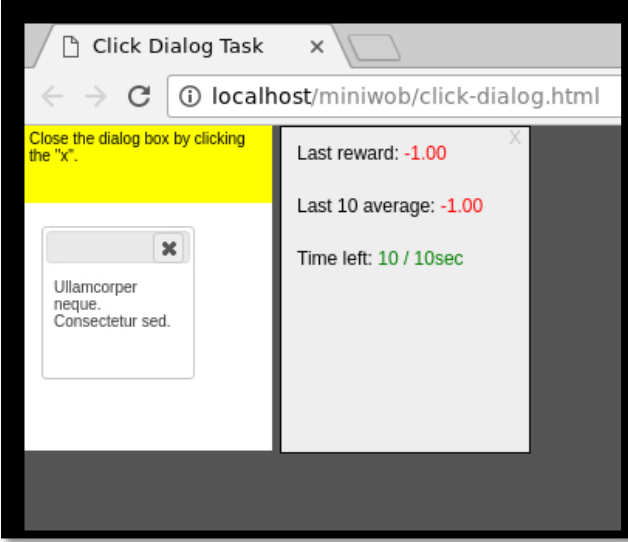 Click Dialog Task
localhost/miniwob/click-dialog.html
Close the dialog box by clicking
the "x".
Ullamcorper
neque.
Consectetur sed.
X
Last reward: -1.00
Last 10 average: -1.00
Time left: 10 / 10sec